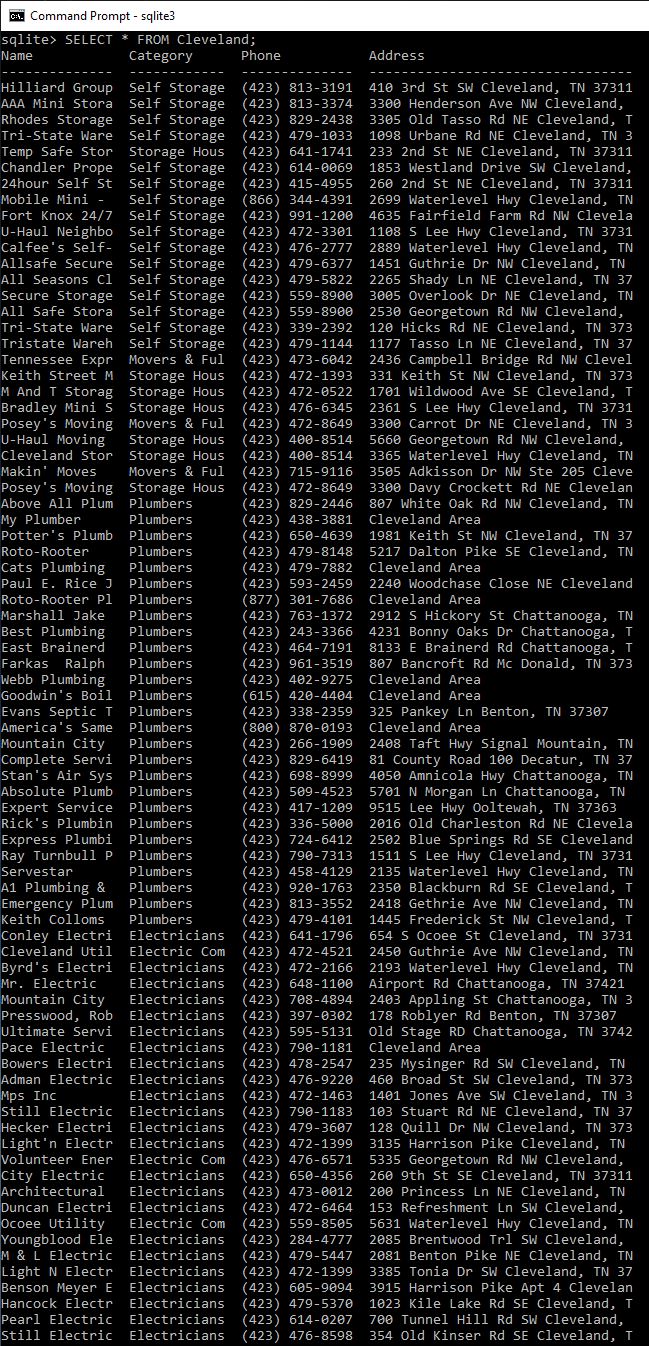 Command Prompt - sqlite3
sqlite> SELECT * FROM Cleveland;
Name            Category      Phone           Address
--------------  ------------  --------------  ---------------------------------
Hilliard Group  Self Storage  (423) 813-3191  410 3rd St SW Cleveland, TN 37311
AAA Mini Stora  Self Storage  (423) 813-3374  3300 Henderson Ave NW Cleveland,
Rhodes Storage  Self Storage  (423) 829-2438  3305 Old Tasso Rd NE Cleveland, T
Tri-State Ware  Self Storage  (423) 479-1033  1098 Urbane Rd NE Cleveland, TN 3
Temp Safe Stor  Storage Hous  (423) 641-1741  233 2nd St NE Cleveland, TN 37311
Chandler Prope  Self Storage  (423) 614-0069  1853 Westland Drive SW Cleveland,
24hour Self St  Self Storage  (423) 415-4955  260 2nd St NE Cleveland, TN 37311
Mobile Mini -   Self Storage  (866) 344-4391  2699 Waterlevel Hwy Cleveland, TN
Fort Knox 24/7  Self Storage  (423) 991-1200  4635 Fairfield Farm Rd NW Clevela
U-Haul Neighbo  Self Storage  (423) 472-3301  1108 S Lee Hwy Cleveland, TN 3731
Calfee's Self-  Self Storage  (423) 476-2777  2889 Waterlevel Hwy Cleveland, TN
Allsafe Secure  Self Storage  (423) 479-6377  1451 Guthrie Dr NW Cleveland, TN
All Seasons Cl  Self Storage  (423) 479-5822  2265 Shady Ln NE Cleveland, TN 37
Secure Storage  Self Storage  (423) 559-8900  3005 Overlook Dr NE Cleveland, TN
All Safe Stora  Self Storage  (423) 559-8900  2530 Georgetown Rd NW Cleveland,
Tri-State Ware  Self Storage  (423) 339-2392  120 Hicks Rd NE Cleveland, TN 373
Tristate Wareh  Self Storage  (423) 479-1144  1177 Tasso Ln NE Cleveland, TN 37
Tennessee Expr  Movers & Ful  (423) 473-6042  2436 Campbell Bridge Rd NW Clevel
Keith Street M  Storage Hous  (423) 472-1393  331 Keith St NW Cleveland, TN 373
M And T Storag  Storage Hous  (423) 472-0522  1701 Wildwood Ave SE Cleveland, T
Bradley Mini S  Storage Hous  (423) 476-6345  2361 S Lee Hwy Cleveland, TN 3731
Posey's Moving  Movers & Ful  (423) 472-8649  3300 Carrot Dr NE Cleveland, TN 3
U-Haul Moving   Storage Hous  (423) 400-8514  5660 Georgetown Rd NW Cleveland,
Cleveland Stor  Storage Hous  (423) 400-8514  3365 Waterlevel Hwy Cleveland, TN
Makin' Moves    Movers & Ful  (423) 715-9116  3505 Adkisson Dr NW Ste 205 Cleve
Posey's Moving  Storage Hous  (423) 472-8649  3300 Davy Crockett Rd NE Clevelan
Above All Plum  Plumbers      (423) 829-2446  807 White Oak Rd NW Cleveland, TN
My Plumber      Plumbers      (423) 438-3881  Cleveland Area
Potter's Plumb  Plumbers      (423) 650-4639  1981 Keith St NW Cleveland, TN 37
Roto-Rooter     Plumbers      (423) 479-8148  5217 Dalton Pike SE Cleveland, TN
Cats Plumbing   Plumbers      (423) 479-7882  Cleveland Area
Paul E. Rice J  Plumbers      (423) 593-2459  2240 Woodchase Close NE Cleveland
Roto-Rooter Pl  Plumbers      (877) 301-7686  Cleveland Area
Marshall Jake   Plumbers      (423) 763-1372  2912 S Hickory St Chattanooga, TN
Best Plumbing   Plumbers      (423) 243-3366  4231 Bonny Oaks Dr Chattanooga, T
East Brainerd   Plumbers      (423) 464-7191  8133 E Brainerd Rd Chattanooga, T
Farkas  Ralph   Plumbers      (423) 961-3519  807 Bancroft Rd Mc Donald, TN 373
Webb Plumbing   Plumbers      (423) 402-9275  Cleveland Area
Goodwin's Boil  Plumbers      (615) 420-4404  Cleveland Area
Evans Septic T  Plumbers      (423) 338-2359  325 Pankey Ln Benton, TN 37307
America's Same  Plumbers      (800) 870-0193  Cleveland Area
Mountain City   Plumbers      (423) 266-1909  2408 Taft Hwy Signal Mountain, TN
Complete Servi  Plumbers      (423) 829-6419  81 County Road 100 Decatur, TN 37
Stan's Air Sys  Plumbers      (423) 698-8999  4050 Amnicola Hwy Chattanooga, TN
Absolute Plumb  Plumbers      (423) 509-4523  5701 N Morgan Ln Chattanooga, TN
Expert Service  Plumbers      (423) 417-1209  9515 Lee Hwy Ooltewah, TN 37363
Rick's Plumbin  Plumbers      (423) 336-5000  2016 Old Charleston Rd NE Clevela
Express Plumbi  Plumbers      (423) 724-6412  2502 Blue Springs Rd SE Cleveland
Ray Turnbull P  Plumbers      (423) 790-7313  1511 S Lee Hwy Cleveland, TN 3731
Servestar       Plumbers      (423) 458-4129  2135 Waterlevel Hwy Cleveland, TN
A1 Plumbing &   Plumbers      (423) 920-1763  2350 Blackburn Rd SE Cleveland, T
Emergency Plum  Plumbers      (423) 813-3552  2418 Gethrie Ave NW Cleveland, TN
Keith Colloms   Plumbers      (423) 479-4101  1445 Frederick St NW Cleveland, T
Conley Electri  Electricians  (423) 641-1796  654 S Ocoee St Cleveland, TN 3731
Cleveland Util  Electric Com  (423) 472-4521  2450 Guthrie Ave NW Cleveland, TN
Byrd's Electri  Electricians  (423) 472-2166  2193 Waterlevel Hwy Cleveland, TN
Mr. Electric    Electricians  (423) 648-1100  Airport Rd Chattanooga, TN 37421
Mountain City   Electricians  (423) 708-4894  2403 Appling St Chattanooga, TN 3
Presswood, Rob  Electricians  (423) 397-0302  178 Roblyer Rd Benton, TN 37307
Ultimate Servi  Electricians  (423) 595-5131  Old Stage RD Chattanooga, TN 3742
Pace Electric   Electricians  (423) 790-1181  Cleveland Area
Bowers Electri  Electricians  (423) 478-2547  235 Mysinger Rd SW Cleveland, TN
Adman Electric  Electricians  (423) 476-9220  460 Broad St SW Cleveland, TN 373
Mps Inc         Electricians  (423) 472-1463  1401 Jones Ave SW Cleveland, TN 3
Still Electric  Electricians  (423) 790-1183  103 Stuart Rd NE Cleveland, TN 37
Hecker Electri  Electricians  (423) 479-3607  128 Quill Dr NW Cleveland, TN 373
Light'n Electr  Electricians  (423) 472-1399  3135 Harrison Pike Cleveland, TN
Volunteer Ener  Electric Com  (423) 476-6571  5335 Georgetown Rd NW Cleveland,
City Electric   Electricians  (423) 650-4356  260 9th St SE Cleveland, TN 37311
Architectural   Electricians  (423) 473-0012  200 Princess Ln NE Cleveland, TN
Duncan Electri  Electricians  (423) 472-6464  153 Refreshment Ln SW Cleveland,
Ocoee Utility   Electric Com  (423) 559-8505  5631 Waterlevel Hwy Cleveland, TN
Youngblood Ele  Electricians  (423) 284-4777  2085 Brentwood Trl SW Cleveland,
M & L Electric  Electricians  (423) 479-5447  2081 Benton Pike NE Cleveland, TN
Light N Electr  Electricians  (423) 472-1399  3385 Tonia Dr SW Cleveland, TN 37
Benson Meyer E  Electricians  (423) 605-9094  3915 Harrison Pike Apt 4 Clevelan
Hancock Electr  Electricians  (423) 479-5370  1023 Kile Lake Rd SE Cleveland, T
Pearl Electric  Electricians  (423) 614-0207  700 Tunnel Hill Rd SW Cleveland,
Still Electric  Electricians  (423) 476-8598  354 Old Kinser Rd SE Cleveland, T